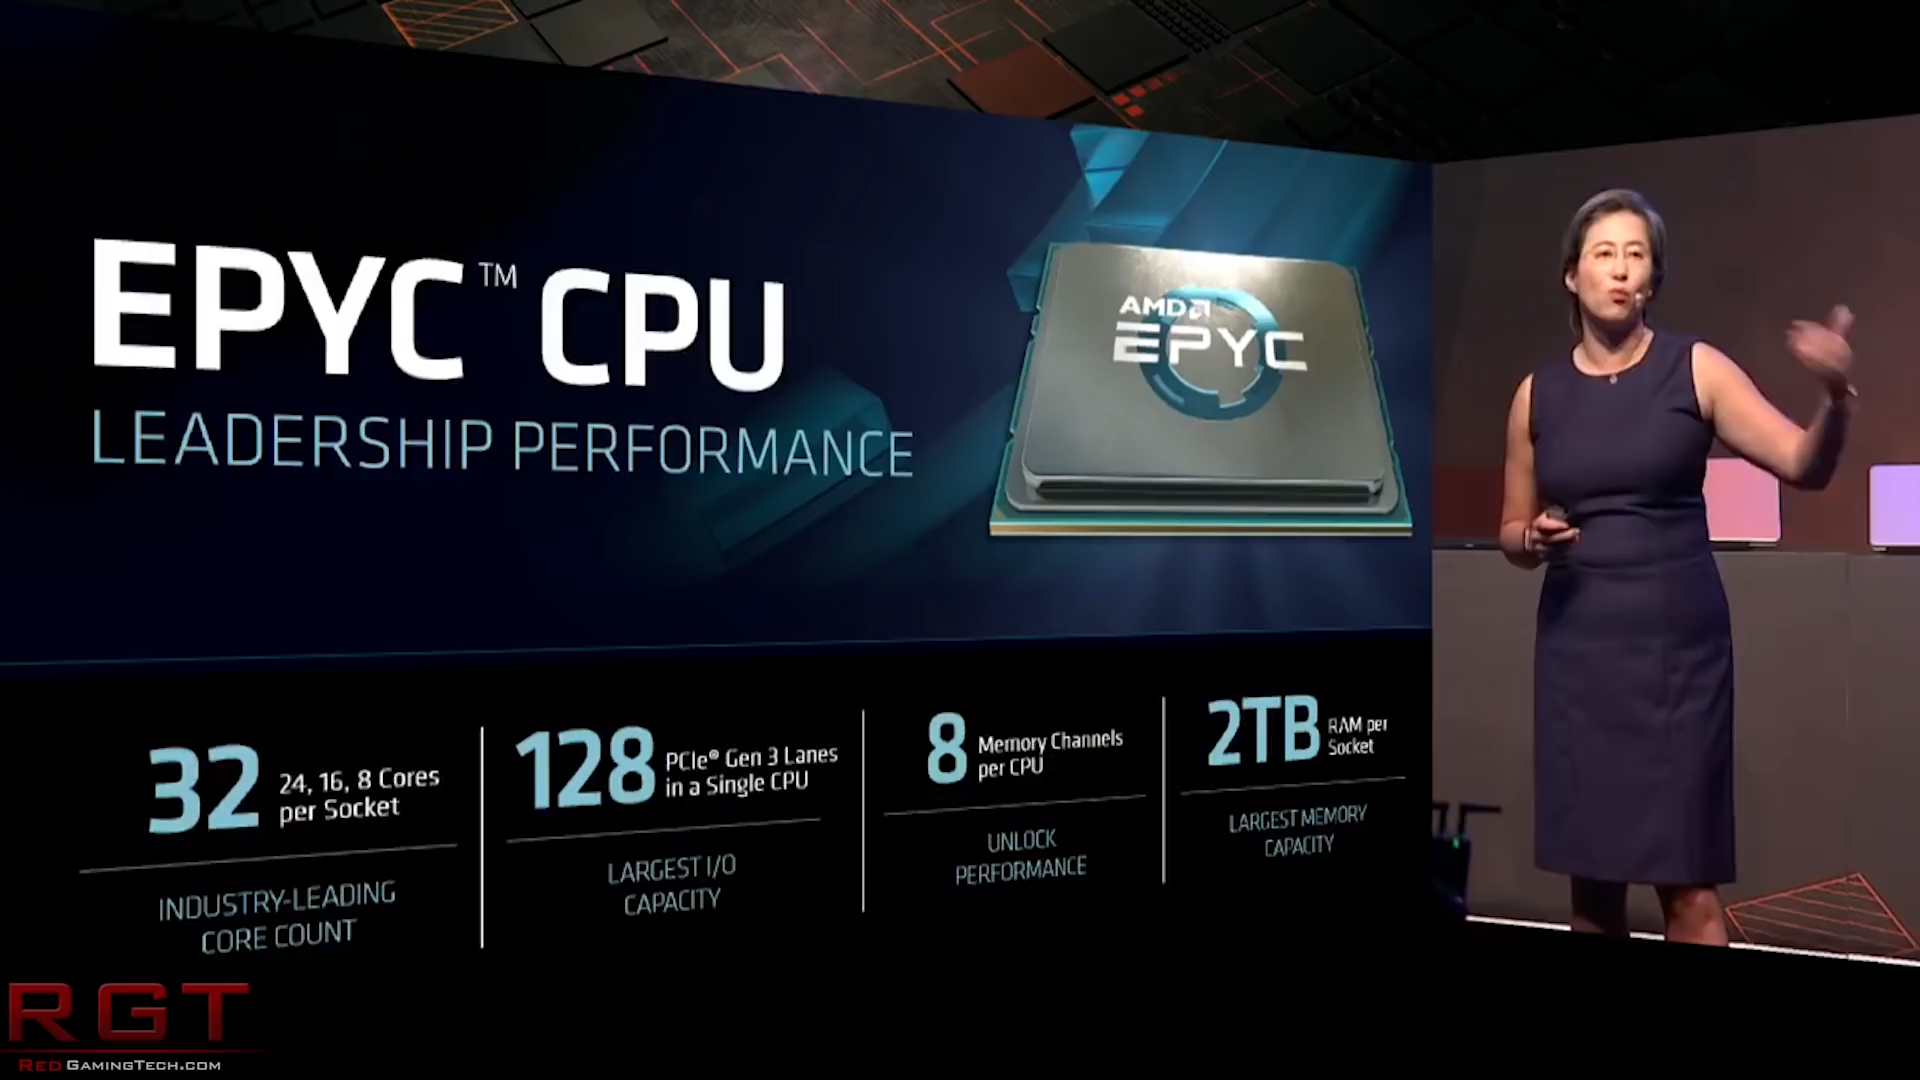 EPYC™ CPU
LEADERSHIP PERFORMANCE
AMD
EPYC
32
24, 16, 8 Cores
per Socket
INDUSTRY-LEADING
CORE COUNT
128
PCIe® Gen 3 Lanes
in a Single CPU
LARGEST I/O
CAPACITY
8
Memory Channels
per CPU
UNLOCK
PERFORMANCE
2TB
RAM per
Socket
LARGEST MEMORY
CAPACITY
RGT
REDGAMINGTECH.COM